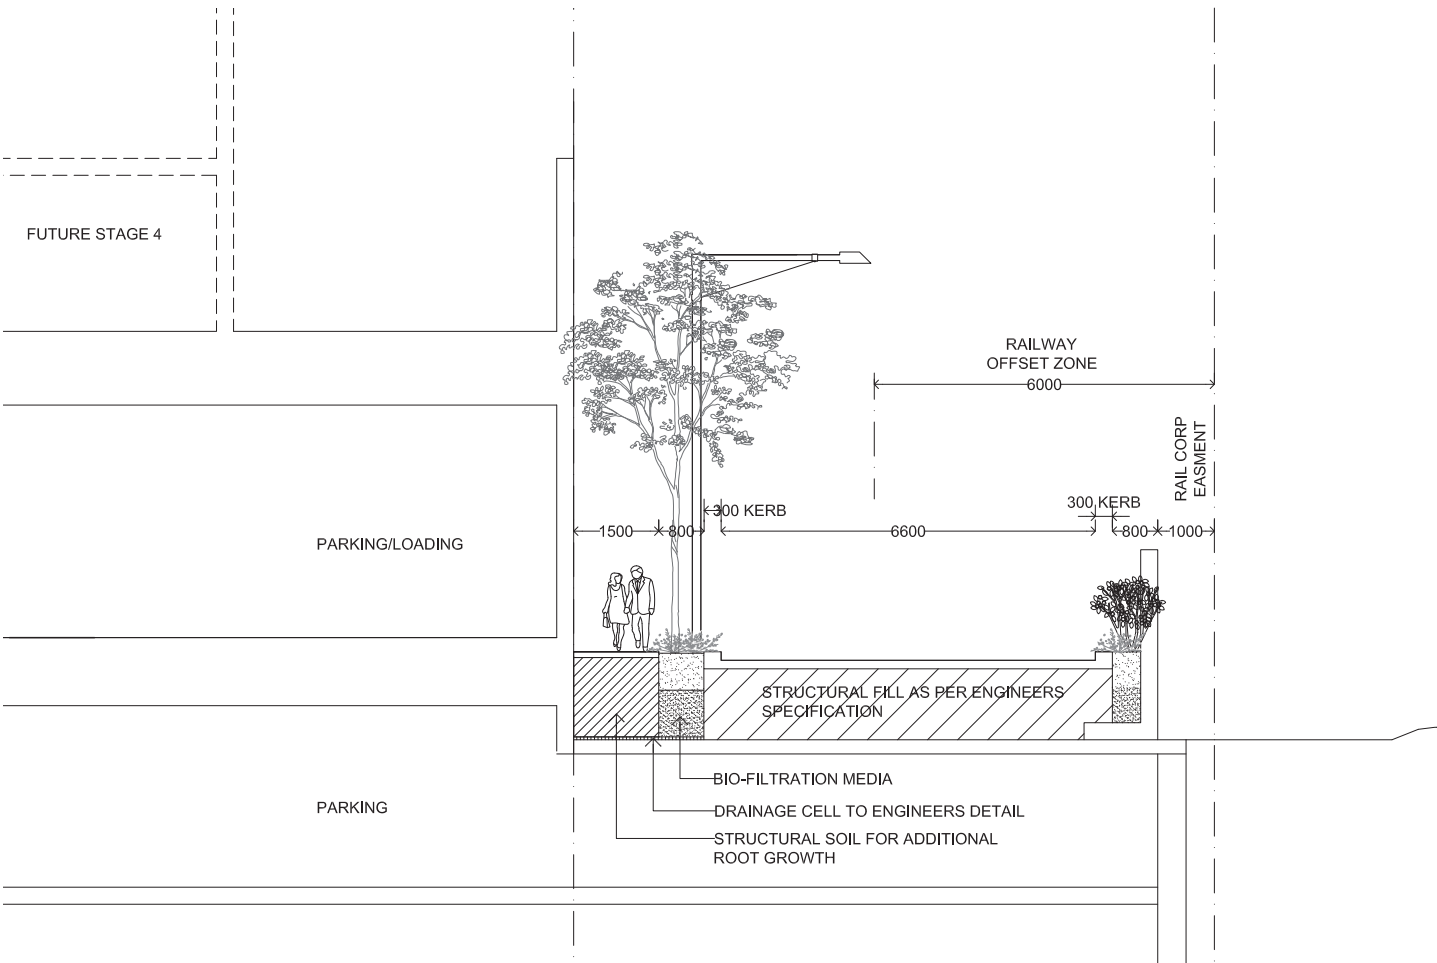 FUTURE STAGE 4
RAILWAY
OFFSET ZONE
6000
RAIL CORP
EASMENT
300 KERB
300 KERB
1500
800
6600
800
1000
PARKING/LOADING
STRUCTURAL FILL AS PER ENGINEERS
SPECIFICATION
BIO-FILTRATION MEDIA
PARKING
DRAINAGE CELL TO ENGINEERS DETAIL
STRUCTURAL SOIL FOR ADDITIONAL
ROOT GROWTH